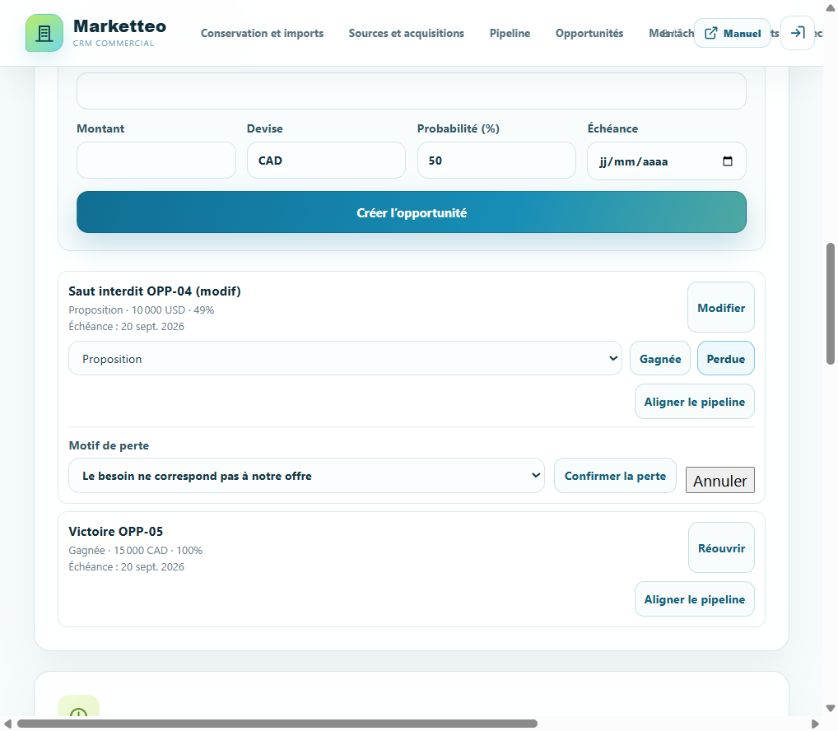 Marketteo
CRM COMMERCIAL
Conservation et imports
Sources et acquisitions
Pipeline
Opportunités
Manuel
Montant
Devise
Probabilité (%)
Échéance
CAD
50
jj/mm/aaaa
Créer l'opportunité
Saut interdit OPP-04 (modif)
Proposition · 10 000 USD · 49%
Échéance : 20 sept. 2026
Modifier
Proposition
Gagnée
Perdue
Aligner le pipeline
Motif de perte
Le besoin ne correspond pas à notre offre
Confirmer la perte
Annuler
Victoire OPP-05
Gagnée · 15 000 CAD · 100%
Échéance : 20 sept. 2026
Réouvrir
Aligner le pipeline